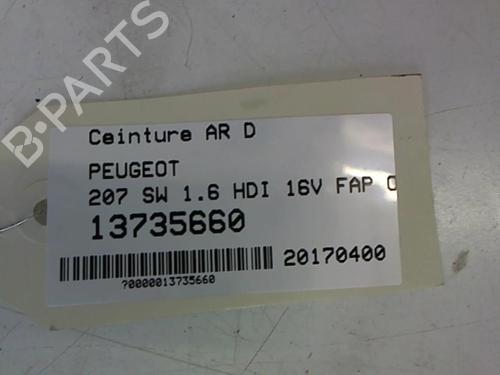 B-PARTS
Ceinture AR D
PEUGEOT
207 SW 1.6 HDI 16V FAP
13735660
20170400
?0000013735660